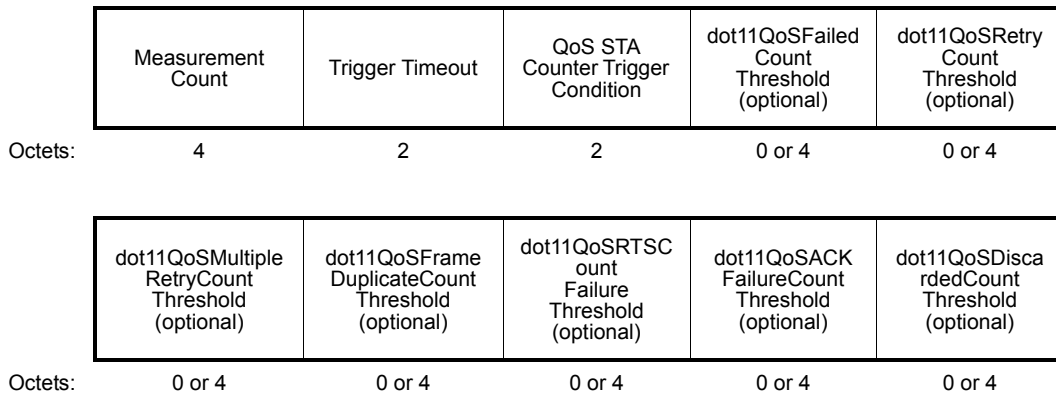 Measurement
Count
Trigger Timeout
QoS STA
Counter Trigger
Condition
dot11QoSFailed
Count
Threshold
(optional)
dot11QoSRetry
Count
Threshold
(optional)
Octets: 4 2 2 0 or 4 0 or 4
dot11QoSMultiple
RetryCount
Threshold
(optional)
dot11QoSFrame
DuplicateCount
Threshold
(optional)
dot11QoSRTSC
ount
Failure
Threshold
(optional)
dot11QoSACK
FailureCount
Threshold
(optional)
dot11QoSDisca
rdedCount
Threshold
(optional)
Octets: 0 or 4 0 or 4 0 or 4 0 or 4 0 or 4